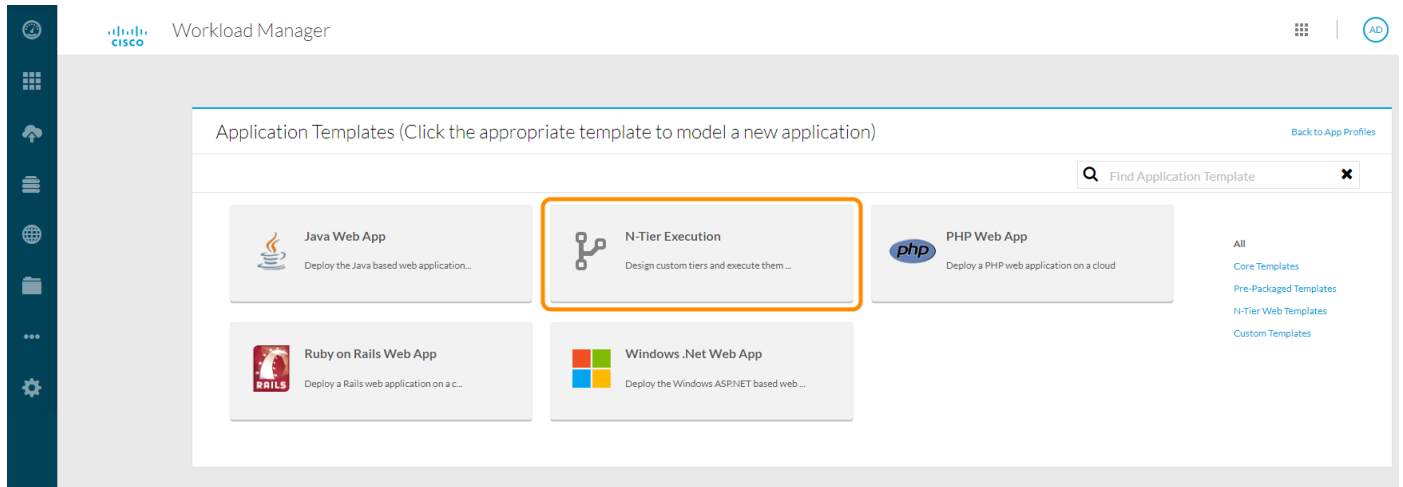 cisco
Workload Manager
AD
Application Templates (Click the appropriate template to model a new application)
Back to App Profiles
Find Application Template
Java Web App
Deploy the Java based web application...
N-Tier Execution
Design custom tiers and execute them ...
PHP Web App
php
Deploy a PHP web application on a cloud
All
Core Templates
Pre-Packaged Templates
N-Tier Web Templates
Custom Templates
Ruby on Rails Web App
RAILS
Deploy a Rails web application on a c...
Windows .Net Web App
Deploy the Windows ASP.NET based web ...